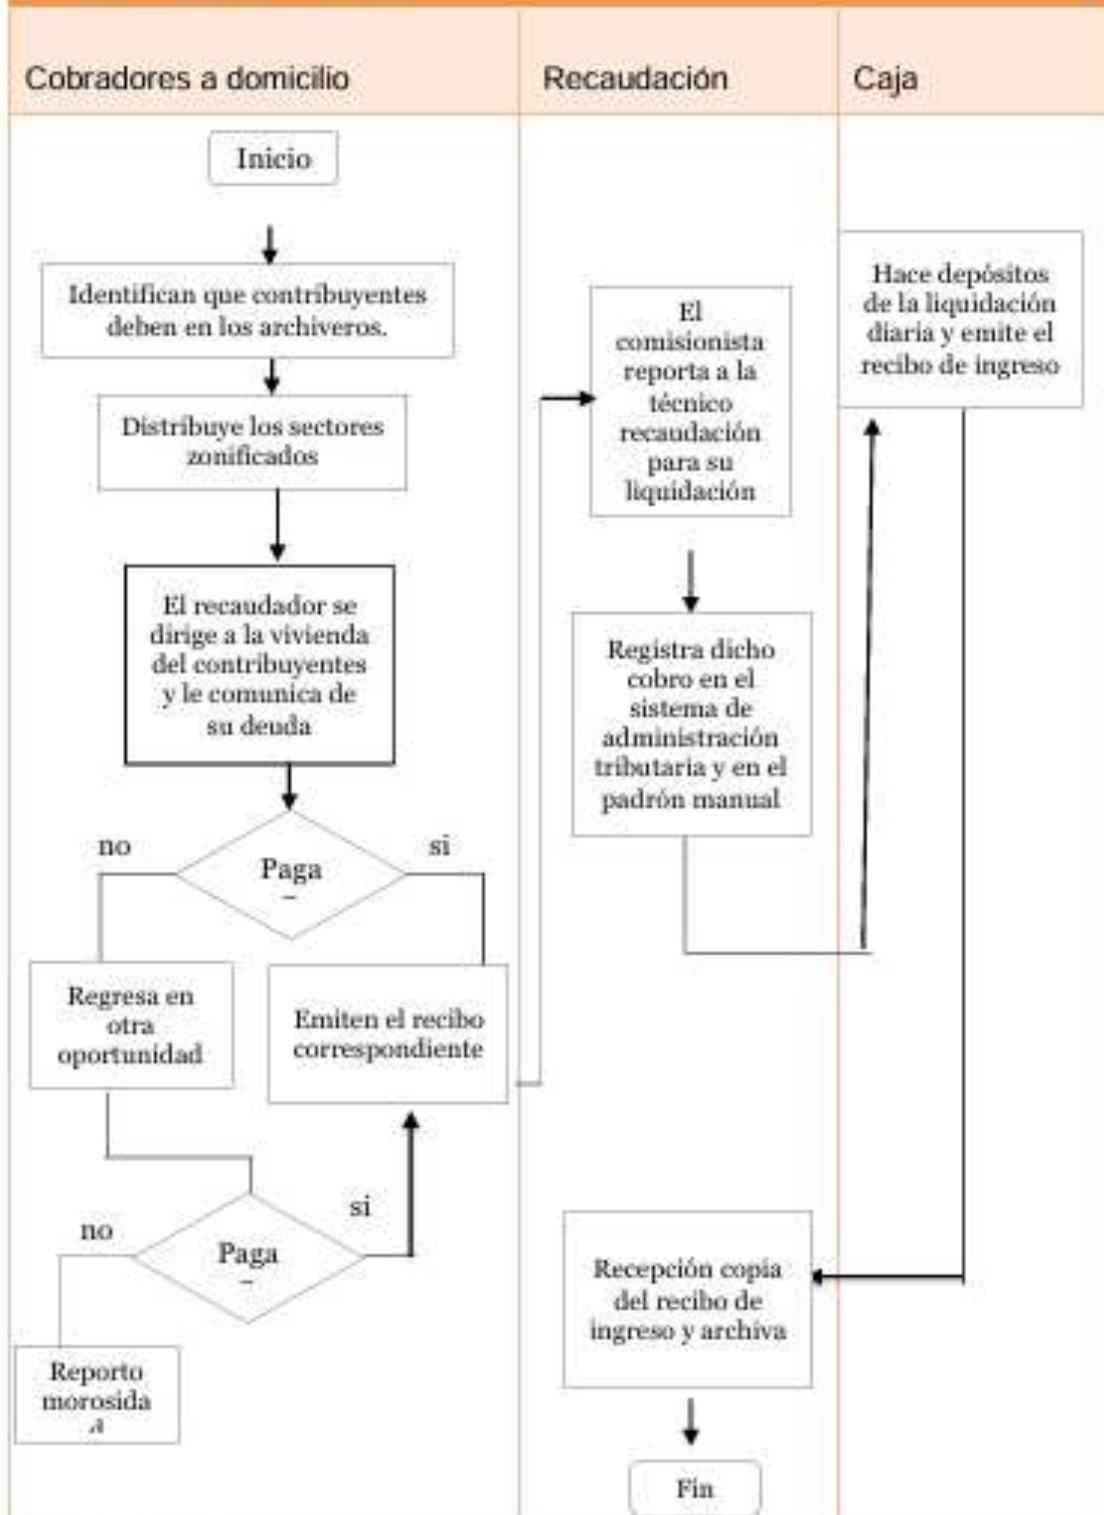 Cobradores a domicilio
Recaudación
Caja
Inicio
Identifican que contribuyentes
deben en los archiveros.
Distribuye los sectores
zonificados
El recaudador se
dirige a la vivienda
del contribuyentes
y le comunica de
su deuda
no
si
Paga
Regresa en
otra
oportunidad
Emiten el recibo
correspondiente
no
si
Paga
Reporto
morosida
d
El
comisionista
reporta a la
técnico
recaudación
para su
liquidación
Registra dicho
cobro en el
sistema de
administración
tributaria y en el
padrón manual
Hace depósitos
de la liquidación
diaria y emite el
recibo de ingreso
Recepción copia
del recibo de
ingreso y archiva
Fin